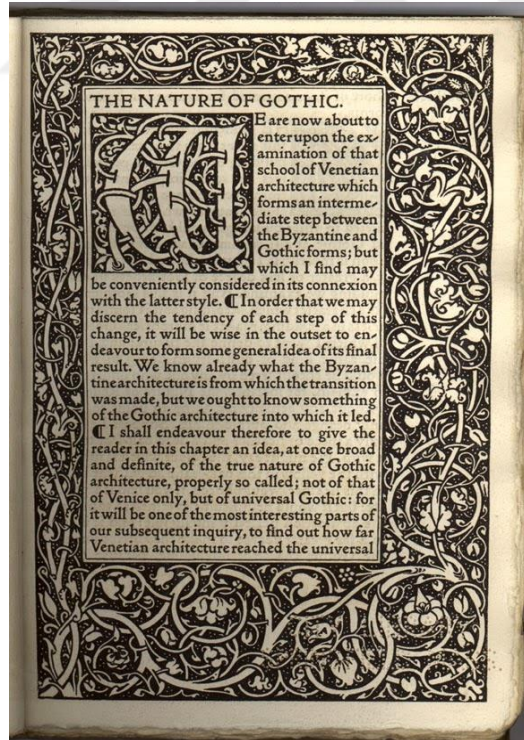 THE NATURE OF GOTHIC.
WE are now about to
enter upon the ex-
amination of that
school of Venetian
architecture which
forms an interme-
diate step between
the Byzantine and
Gothic forms; but
which I find may
be conveniently considered in its connexion
with the latter style. ⁋ In order that we may
discern the tendency of each step of this
change, it will be wise in the outset to en-
deavour to form some general idea of its final
result. We know already what the Byzan-
tine architecture is from which the transition
was made, but we ought to know something
of the Gothic architecture into which it led.
⁋ I shall endeavour therefore to give the
reader in this chapter an idea, at once broad
and definite, of the true nature of Gothic
architecture, properly so called; not of that
of Venice only, but of universal Gothic: for
it will be one of the most interesting parts of
our subsequent inquiry, to find out how far
Venetian architecture reached the universal